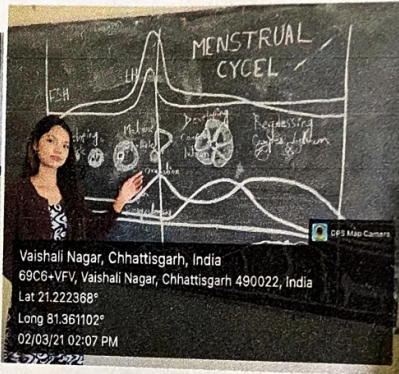 MENSTRUAL
CYCEL
LH
FSH
Developing
Regressing
ovulation
GPS Map Camera
Vaishali Nagar, Chhattisgarh, India
69C6+VFV, Vaishali Nagar, Chhattisgarh 490022, India
Lat 21.222368°
Long 81.361102°
02/03/21 02:07 PM